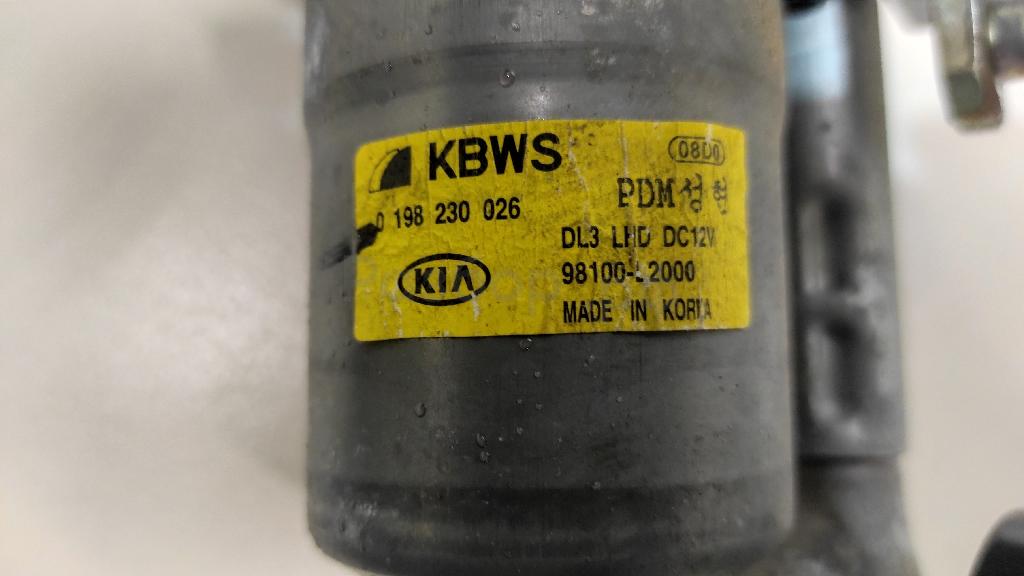 KBWS
08D0
PDM성현
0 198 230 026
DL3 LHD DC12V
KIA
98100-L2000
MADE IN KOREA